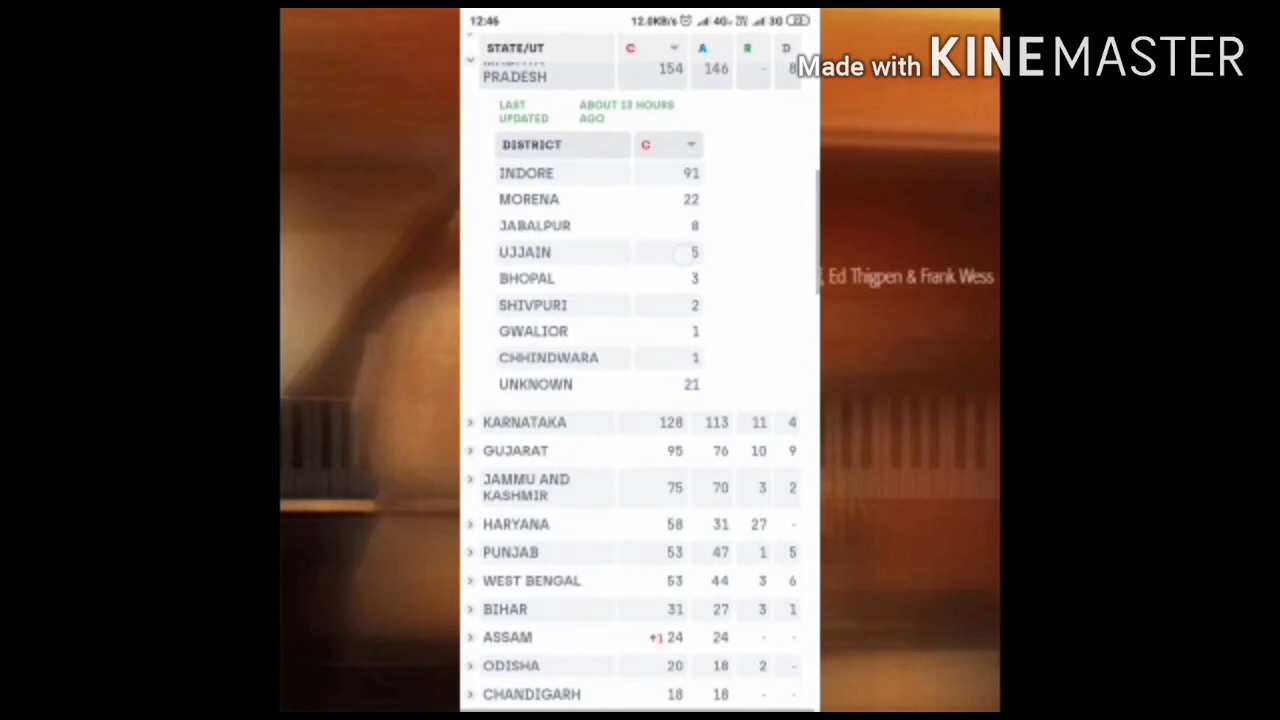 12:46 12.0KB/s 4G 3G 23
STATE/UT C A R D
PRADESH 154 146 - 8
Made with KINEMASTER
LAST UPDATED ABOUT 13 HOURS AGO
DISTRICT C
INDORE 91
MORENA 22
JABALPUR 8
UJJAIN 5
, Ed Thigpen & Frank Wess
BHOPAL 3
SHIVPURI 2
GWALIOR 1
CHHINDWARA 1
UNKNOWN 21
KARNATAKA 128 113 11 4
GUJARAT 95 76 10 9
JAMMU AND KASHMIR 75 70 3 2
HARYANA 58 31 27 -
PUNJAB 53 47 1 5
WEST BENGAL 53 44 3 6
BIHAR 31 27 3 1
ASSAM ↑1 24 24 - -
ODISHA 20 18 2 -
CHANDIGARH 18 18 - -